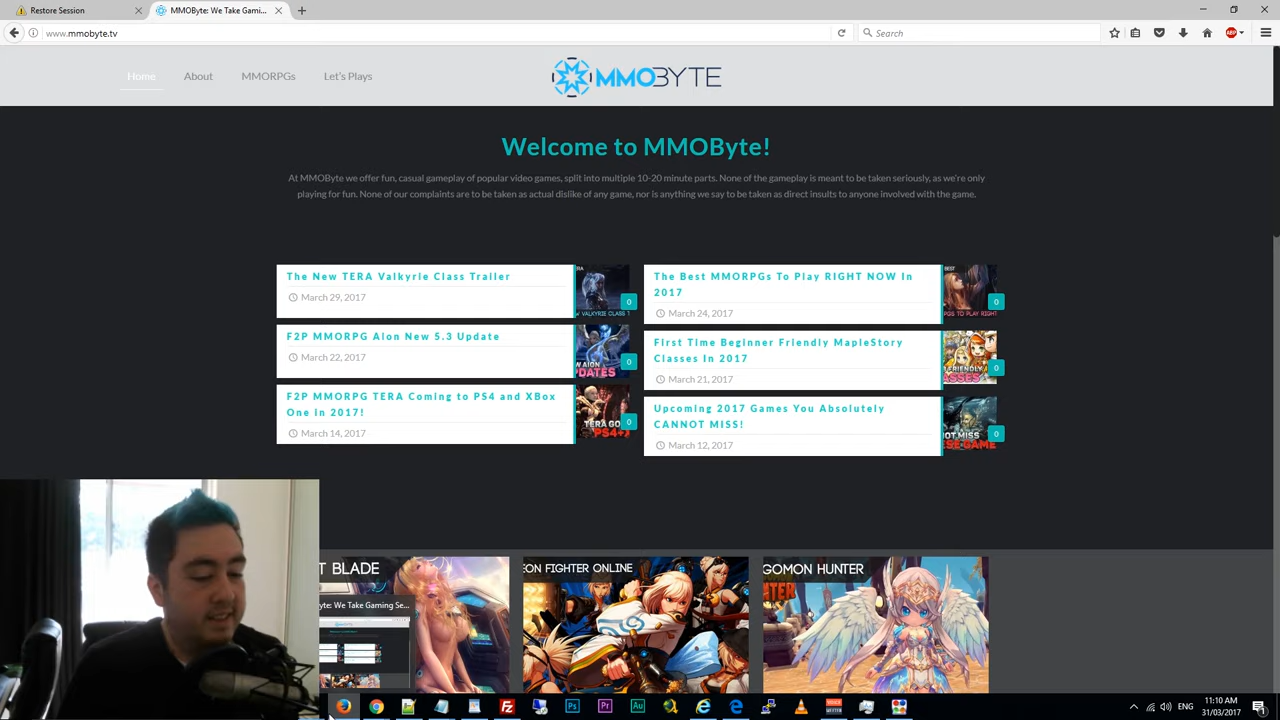 Restore Session
MMOByte: We Take Gami...
www.mmobyte.tv
Search
ABP
Home
About
MMORPGs
Let's Plays
MMOBYTE
Welcome to MMOByte!
At MMOByte we offer fun, casual gameplay of popular video games, split into multiple 10-20 minute parts. None of the gameplay is meant to be taken seriously, as we're only
playing for fun. None of our complaints are to be taken as actual dislike of any game, nor is anything we say to be taken as direct insults to anyone involved with the game.
The New TERA Valkyrie Class Trailer
March 29, 2017
0
F2P MMORPG Aion New 5.3 Update
March 22, 2017
0
F2P MMORPG TERA Coming to PS4 and XBox
One in 2017!
March 14, 2017
0
The Best MMORPGs To Play RIGHT NOW In
2017
March 24, 2017
0
First Time Beginner Friendly MapleStory
Classes In 2017
March 21, 2017
0
Upcoming 2017 Games You Absolutely
CANNOT MISS!
March 12, 2017
0
T BLADE
EON FIGHTER ONLINE
GOMON HUNTER
yte: We Take Gaming Se...
Ps
Pr
Au
ENG
11:10 AM
31/03/2017